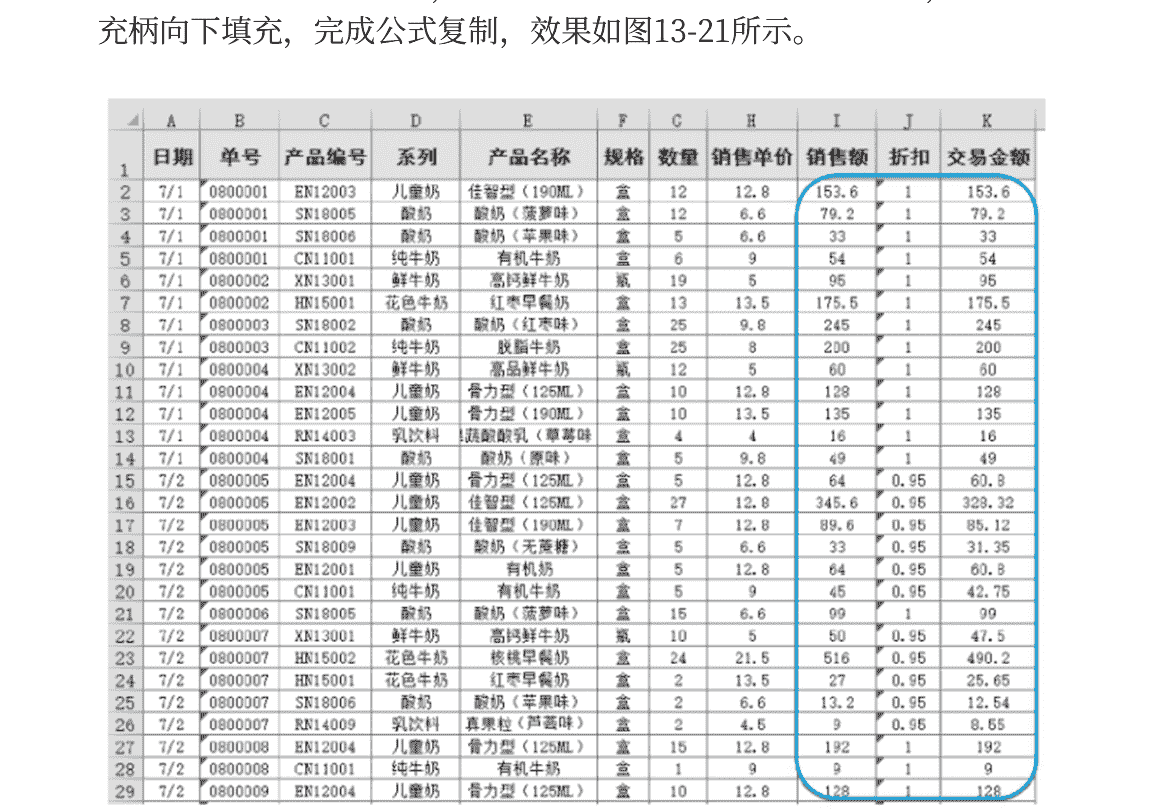 充柄向下填充，完成公式复制，效果如图13-21所示。
A B C D E F G H I J K
1 日期 单号 产品编号 系列 产品名称 规格 数量 销售单价 销售额 折扣 交易金额
2 7/1 0800001 EN12003 儿童奶 佳智型（190ML） 盒 12 12.8 153.6 1 153.6
3 7/1 0800001 SN18005 酸奶 酸奶（菠萝味） 盒 12 6.6 79.2 1 79.2
4 7/1 0800001 SN18006 酸奶 酸奶（苹果味） 盒 5 6.6 33 1 33
5 7/1 0800001 CN11001 纯牛奶 有机牛奶 盒 6 9 54 1 54
6 7/1 0800002 XN13001 鲜牛奶 高钙鲜牛奶 瓶 19 5 95 1 95
7 7/1 0800002 HN15001 花色牛奶 红枣早餐奶 盒 13 13.5 175.5 1 175.5
8 7/1 0800003 SN18002 酸奶 酸奶（红枣味） 盒 25 9.8 245 1 245
9 7/1 0800003 CN11002 纯牛奶 脱脂牛奶 盒 25 8 200 1 200
10 7/1 0800004 XN13002 鲜牛奶 高品鲜牛奶 瓶 12 5 60 1 60
11 7/1 0800004 EN12004 儿童奶 骨力型（125ML） 盒 10 12.8 128 1 128
12 7/1 0800004 EN12005 儿童奶 骨力型（190ML） 盒 10 13.5 135 1 135
13 7/1 0800004 RN14003 乳饮料 蔬酸酸乳（草莓味 盒 4 4 16 1 16
14 7/1 0800004 SN18001 酸奶 酸奶（原味） 盒 5 9.8 49 1 49
15 7/2 0800005 EN12004 儿童奶 骨力型（125ML） 盒 5 12.8 64 0.95 60.8
16 7/2 0800005 EN12002 儿童奶 佳智型（125ML） 盒 27 12.8 345.6 0.95 328.32
17 7/2 0800005 EN12003 儿童奶 佳智型（190ML） 盒 7 12.8 89.6 0.95 85.12
18 7/2 0800005 SN18009 酸奶 酸奶（无蔗糖） 盒 5 6.6 33 0.95 31.35
19 7/2 0800005 EN12001 儿童奶 有机奶 盒 5 12.8 64 0.95 60.8
20 7/2 0800005 CN11001 纯牛奶 有机牛奶 盒 5 9 45 0.95 42.75
21 7/2 0800006 SN18005 酸奶 酸奶（菠萝味） 盒 15 6.6 99 1 99
22 7/2 0800007 XN13001 鲜牛奶 高钙鲜牛奶 瓶 10 5 50 0.95 47.5
23 7/2 0800007 HN15002 花色牛奶 核桃早餐奶 盒 24 21.5 516 0.95 490.2
24 7/2 0800007 HN15001 花色牛奶 红枣早餐奶 盒 2 13.5 27 0.95 25.65
25 7/2 0800007 SN18006 酸奶 酸奶（苹果味） 盒 2 6.6 13.2 0.95 12.54
26 7/2 0800007 RN14009 乳饮料 真果粒（芦荟味） 盒 2 4.5 9 0.95 8.55
27 7/2 0800008 EN12004 儿童奶 骨力型（125ML） 盒 15 12.8 192 1 192
28 7/2 0800008 CN11001 纯牛奶 有机牛奶 盒 1 9 9 1 9
29 7/2 0800009 EN12004 儿童奶 骨力型（125ML） 盒 10 12.8 128 1 128